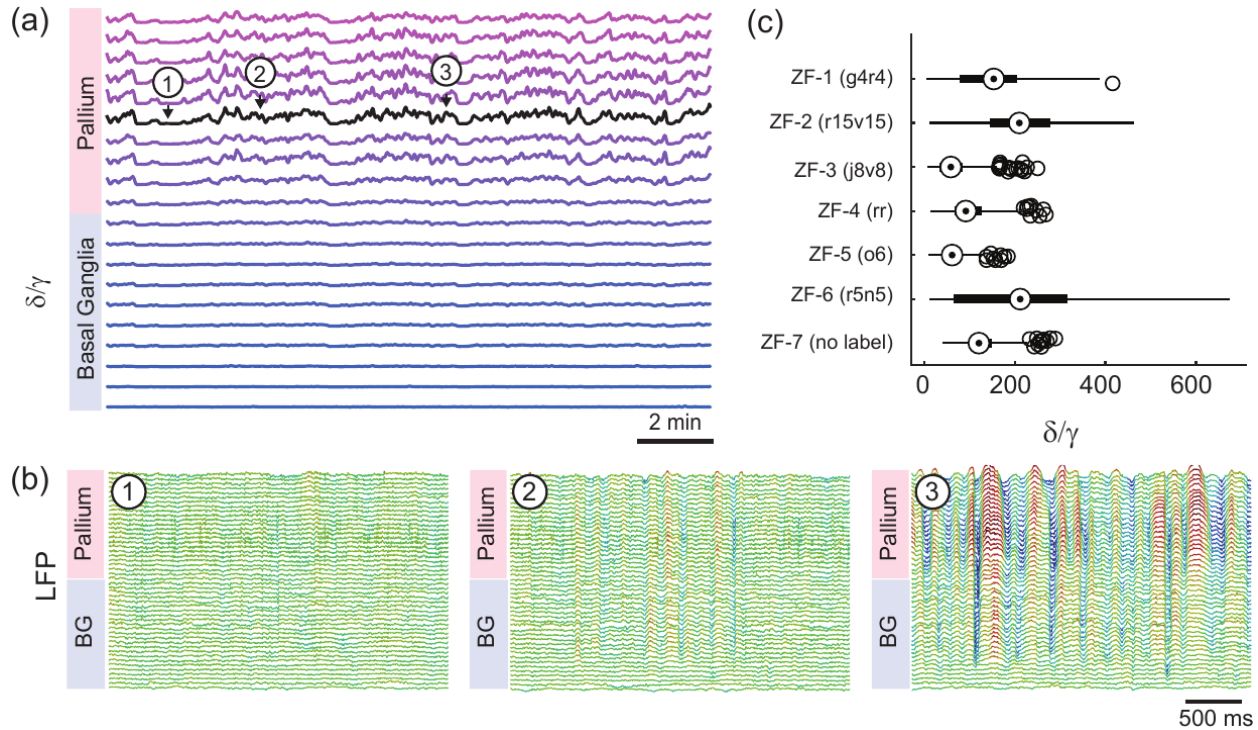 (a)
Pallium
Basal Ganglia
δ/γ
1
2
3
2 min
(c)
ZF-1 (g4r4)
ZF-2 (r15v15)
ZF-3 (j8v8)
ZF-4 (rr)
ZF-5 (o6)
ZF-6 (r5n5)
ZF-7 (no label)
0 200 400 600
δ/γ
(b)
LFP
Pallium
BG
1
Pallium
BG
2
Pallium
BG
3
500 ms